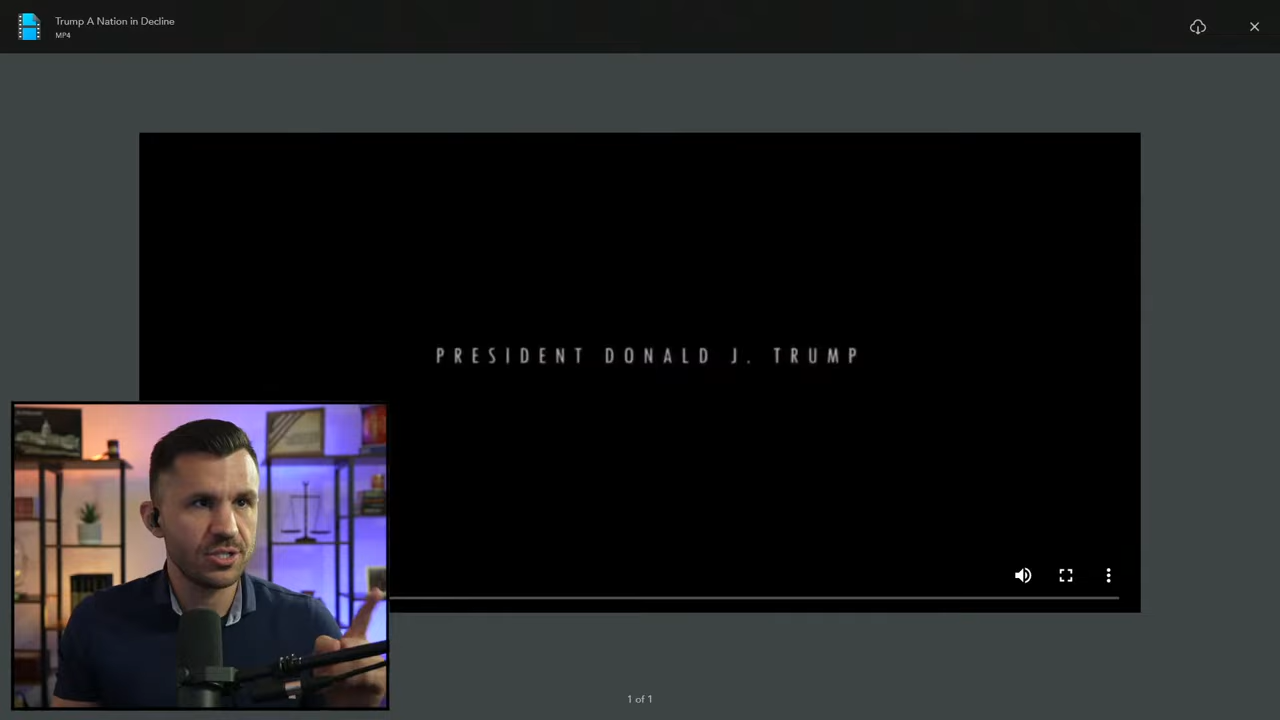 Trump A Nation in Decline
MP4
PRESIDENT DONALD J. TRUMP
1 of 1